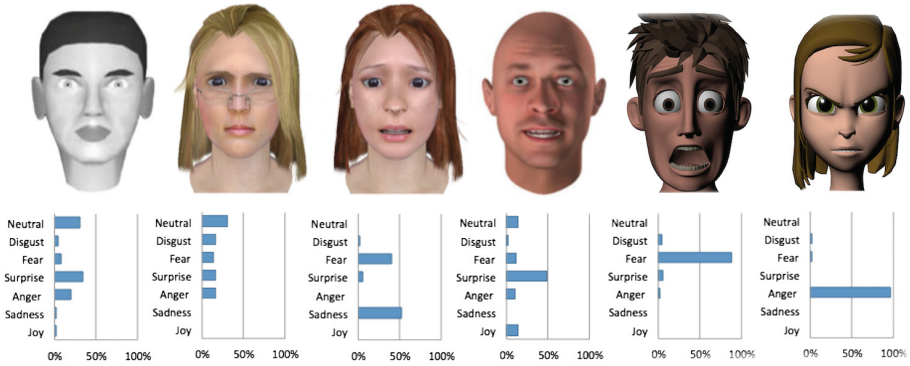 Neutral
Disgust
Fear
Surprise
Anger
Sadness
Joy
0% 50% 100%
Neutral
Disgust
Fear
Surprise
Anger
Sadness
Joy
0% 50% 100%
Neutral
Disgust
Fear
Surprise
Anger
Sadness
Joy
0% 50% 100%
Neutral
Disgust
Fear
Surprise
Anger
Sadness
Joy
0% 50% 100%
Neutral
Disgust
Fear
Surprise
Anger
Sadness
Joy
0% 50% 100%
Neutral
Disgust
Fear
Surprise
Anger
Sadness
Joy
0% 50% 100%